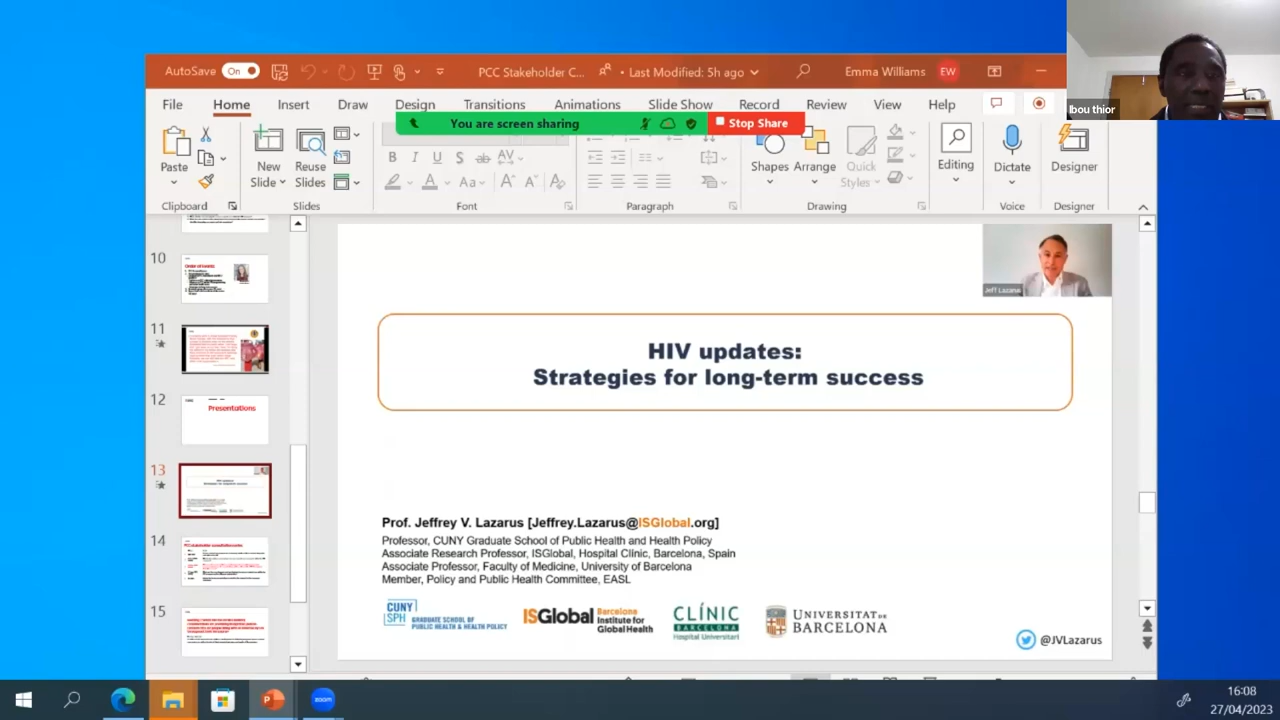 AutoSave On PCC Stakeholder C... • Last Modified: 5h ago Emma Williams EW
Ibou thior
File Home Insert Draw Design Transitions Animations Slide Show Record Review View Help
You are screen sharing Stop Share
Paste New Slide Reuse Slides Shapes Arrange Quick Styles Editing Dictate Designer
Clipboard Slides Font Paragraph Drawing Voice Designer
10
11
12
Presentations
13
14
15
Jeff Lazarus
HIV updates:
Strategies for long-term success
Prof. Jeffrey V. Lazarus [Jeffrey.Lazarus@ISGlobal.org]
Professor, CUNY Graduate School of Public Health and Health Policy
Associate Research Professor, ISGlobal, Hospital Clínic, Barcelona, Spain
Associate Professor, Faculty of Medicine, University of Barcelona
Member, Policy and Public Health Committee, EASL
CUNY SPH GRADUATE SCHOOL OF PUBLIC HEALTH & HEALTH POLICY
ISGlobal Barcelona Institute for Global Health
CLÍNIC BARCELONA Hospital Universitari
UNIVERSITAT DE BARCELONA
@JVLazarus
zoom
16:08
27/04/2023